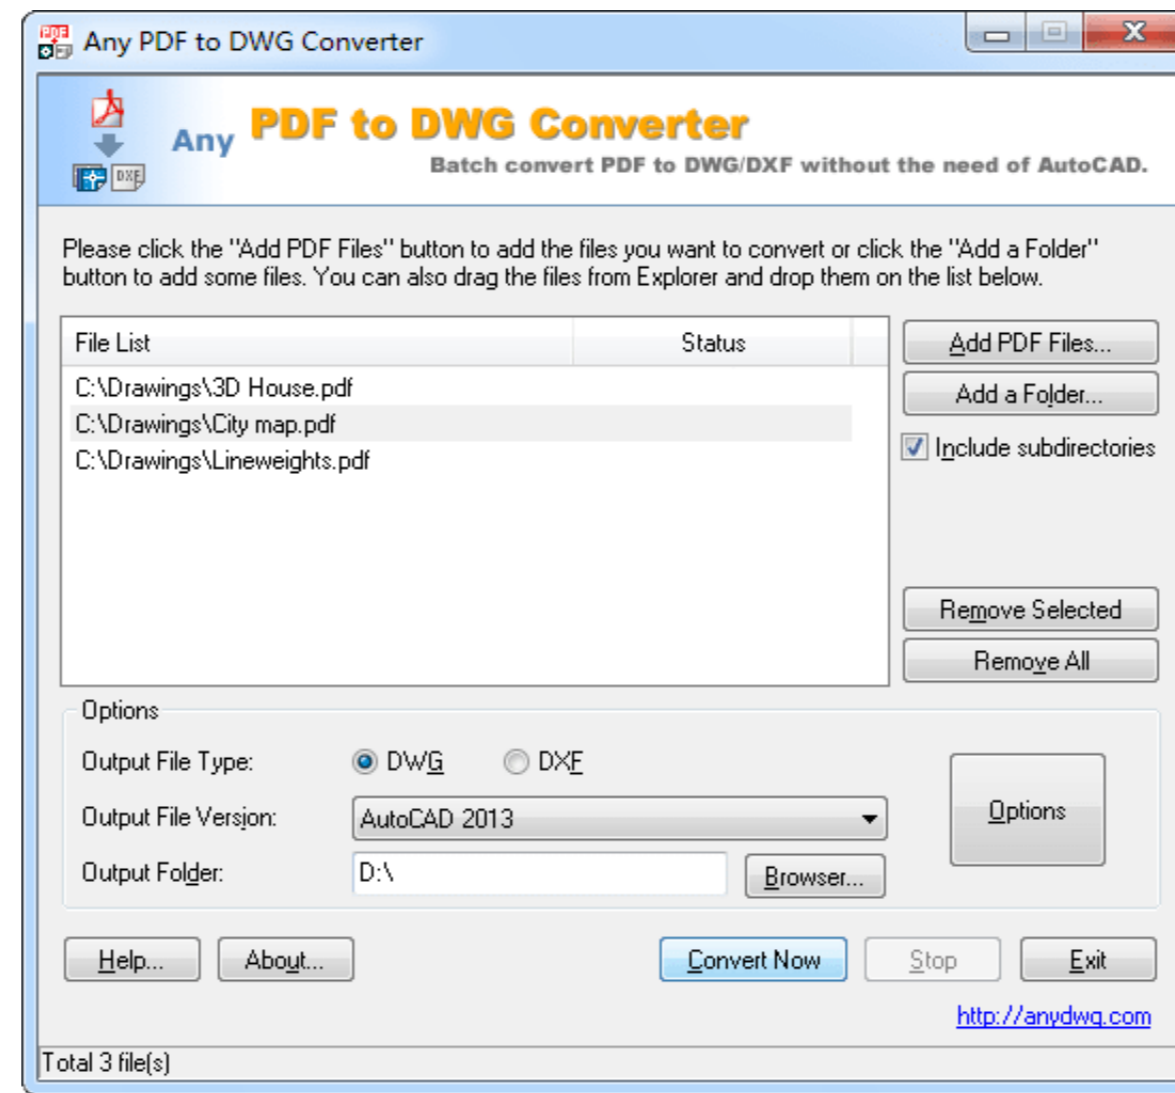 Any PDF to DWG Converter
Any PDF to DWG Converter
Batch convert PDF to DWG/DXF without the need of AutoCAD.
Please click the "Add PDF Files" button to add the files you want to convert or click the "Add a Folder"
button to add some files. You can also drag the files from Explorer and drop them on the list below.
File List Status
C:\Drawings\3D House.pdf
C:\Drawings\City map.pdf
C:\Drawings\Lineweights.pdf
Add PDF Files...
Add a Folder...
Include subdirectories
Remove Selected
Remove All
Options
Output File Type: DWG DXF
Output File Version: AutoCAD 2013
Output Folder: D:\ Browser...
Options
Help... About... Convert Now Stop Exit
http://anydwg.com
Total 3 file(s)